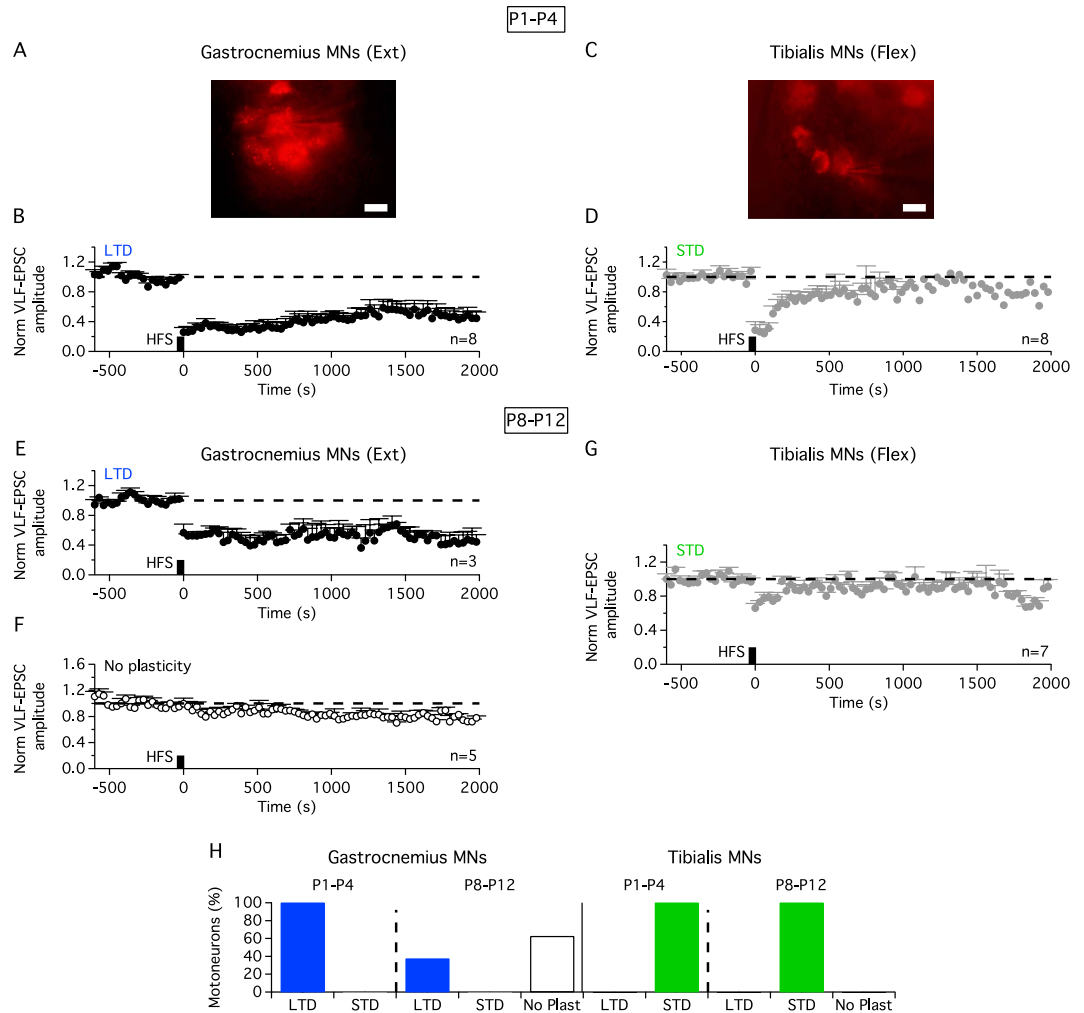 P1-P4
A
Gastrocnemius MNs (Ext)
C
Tibialis MNs (Flex)
B
LTD
1.2
0.8
0.4
0.0
Norm VLF-EPSC
amplitude
HFS
n=8
-500
0
500
1000
1500
2000
Time (s)
D
STD
1.2
0.8
0.4
0.0
Norm VLF-EPSC
amplitude
HFS
n=8
-500
0
500
1000
1500
2000
Time (s)
P8-P12
E
Gastrocnemius MNs (Ext)
LTD
1.2
0.8
0.4
0.0
Norm VLF-EPSC
amplitude
HFS
n=3
-500
0
500
1000
1500
2000
Time (s)
G
Tibialis MNs (Flex)
STD
1.2
0.8
0.4
0.0
Norm VLF-EPSC
amplitude
HFS
n=7
-500
0
500
1000
1500
2000
Time (s)
F
No plasticity
1.6
1.2
0.8
0.4
0.0
Norm VLF-EPSC
amplitude
HFS
n=5
-500
0
500
1000
1500
2000
Time (s)
H
Gastrocnemius MNs
Tibialis MNs
P1-P4
P8-P12
P1-P4
P8-P12
100
80
60
40
20
0
Motoneurons (%)
LTD
STD
LTD
STD
No Plast
LTD
STD
LTD
STD
No Plast